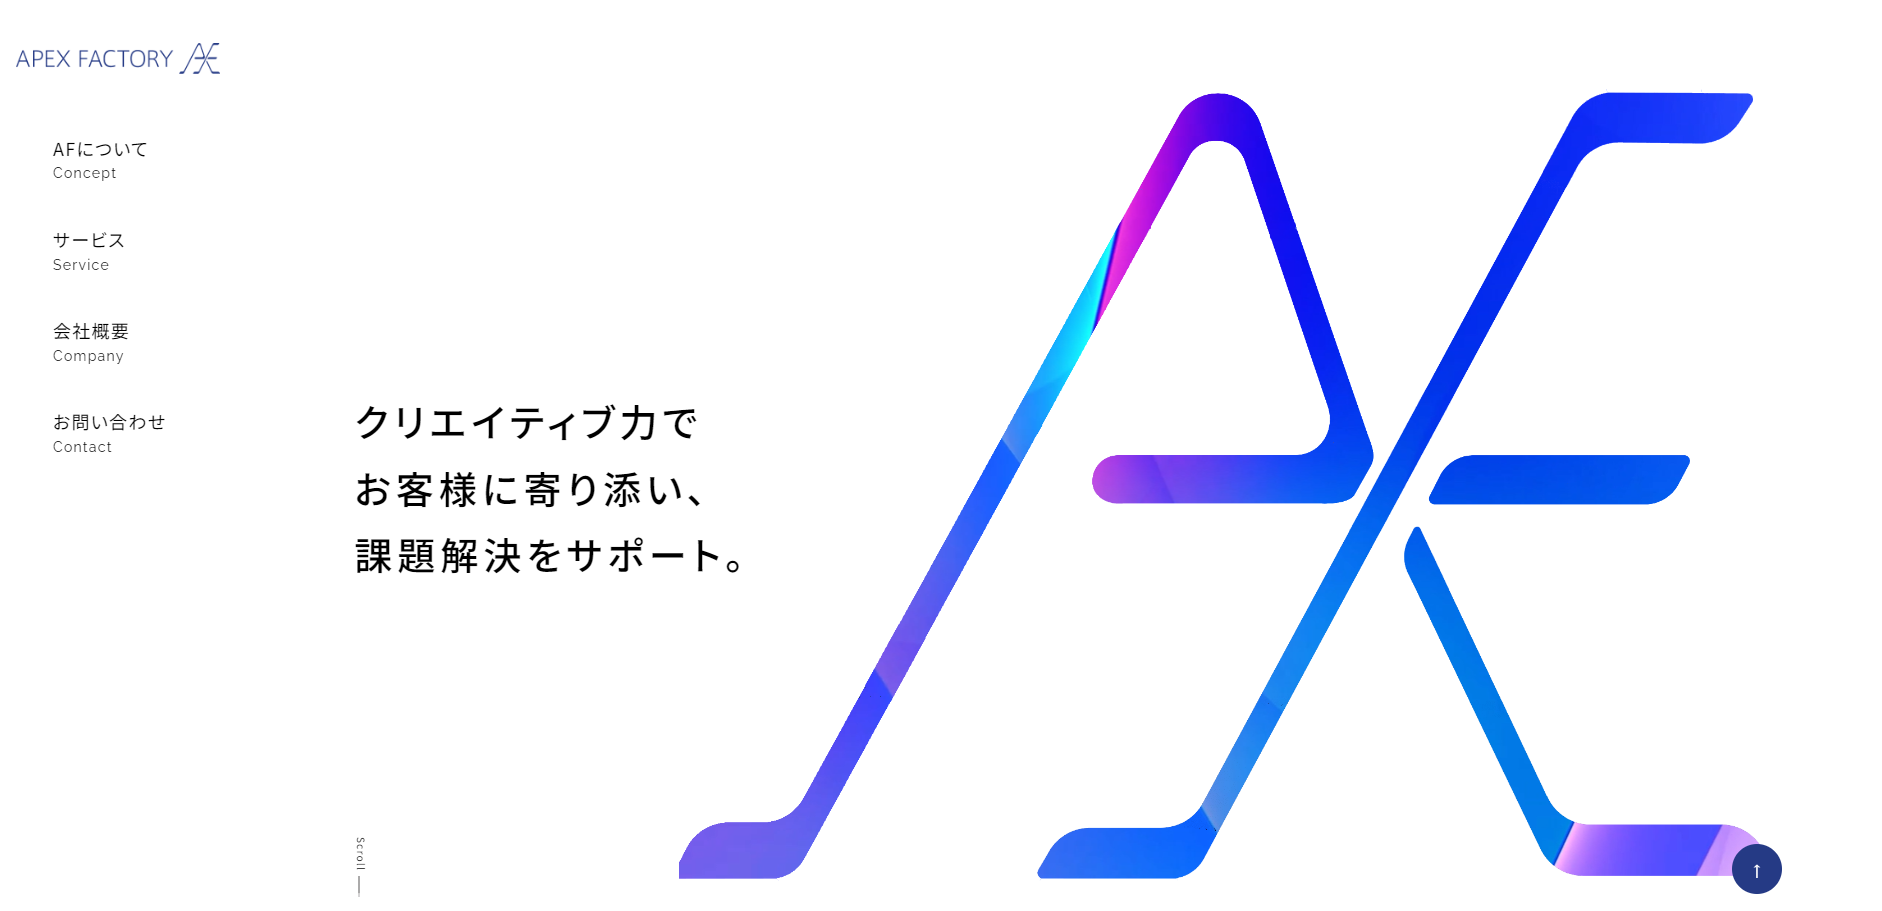 APEX FACTORY
AFについて
Concept
サービス
Service
会社概要
Company
お問い合わせ
Contact
クリエイティブ力で
お客様に寄り添い、
課題解決をサポート。
Scroll
↑